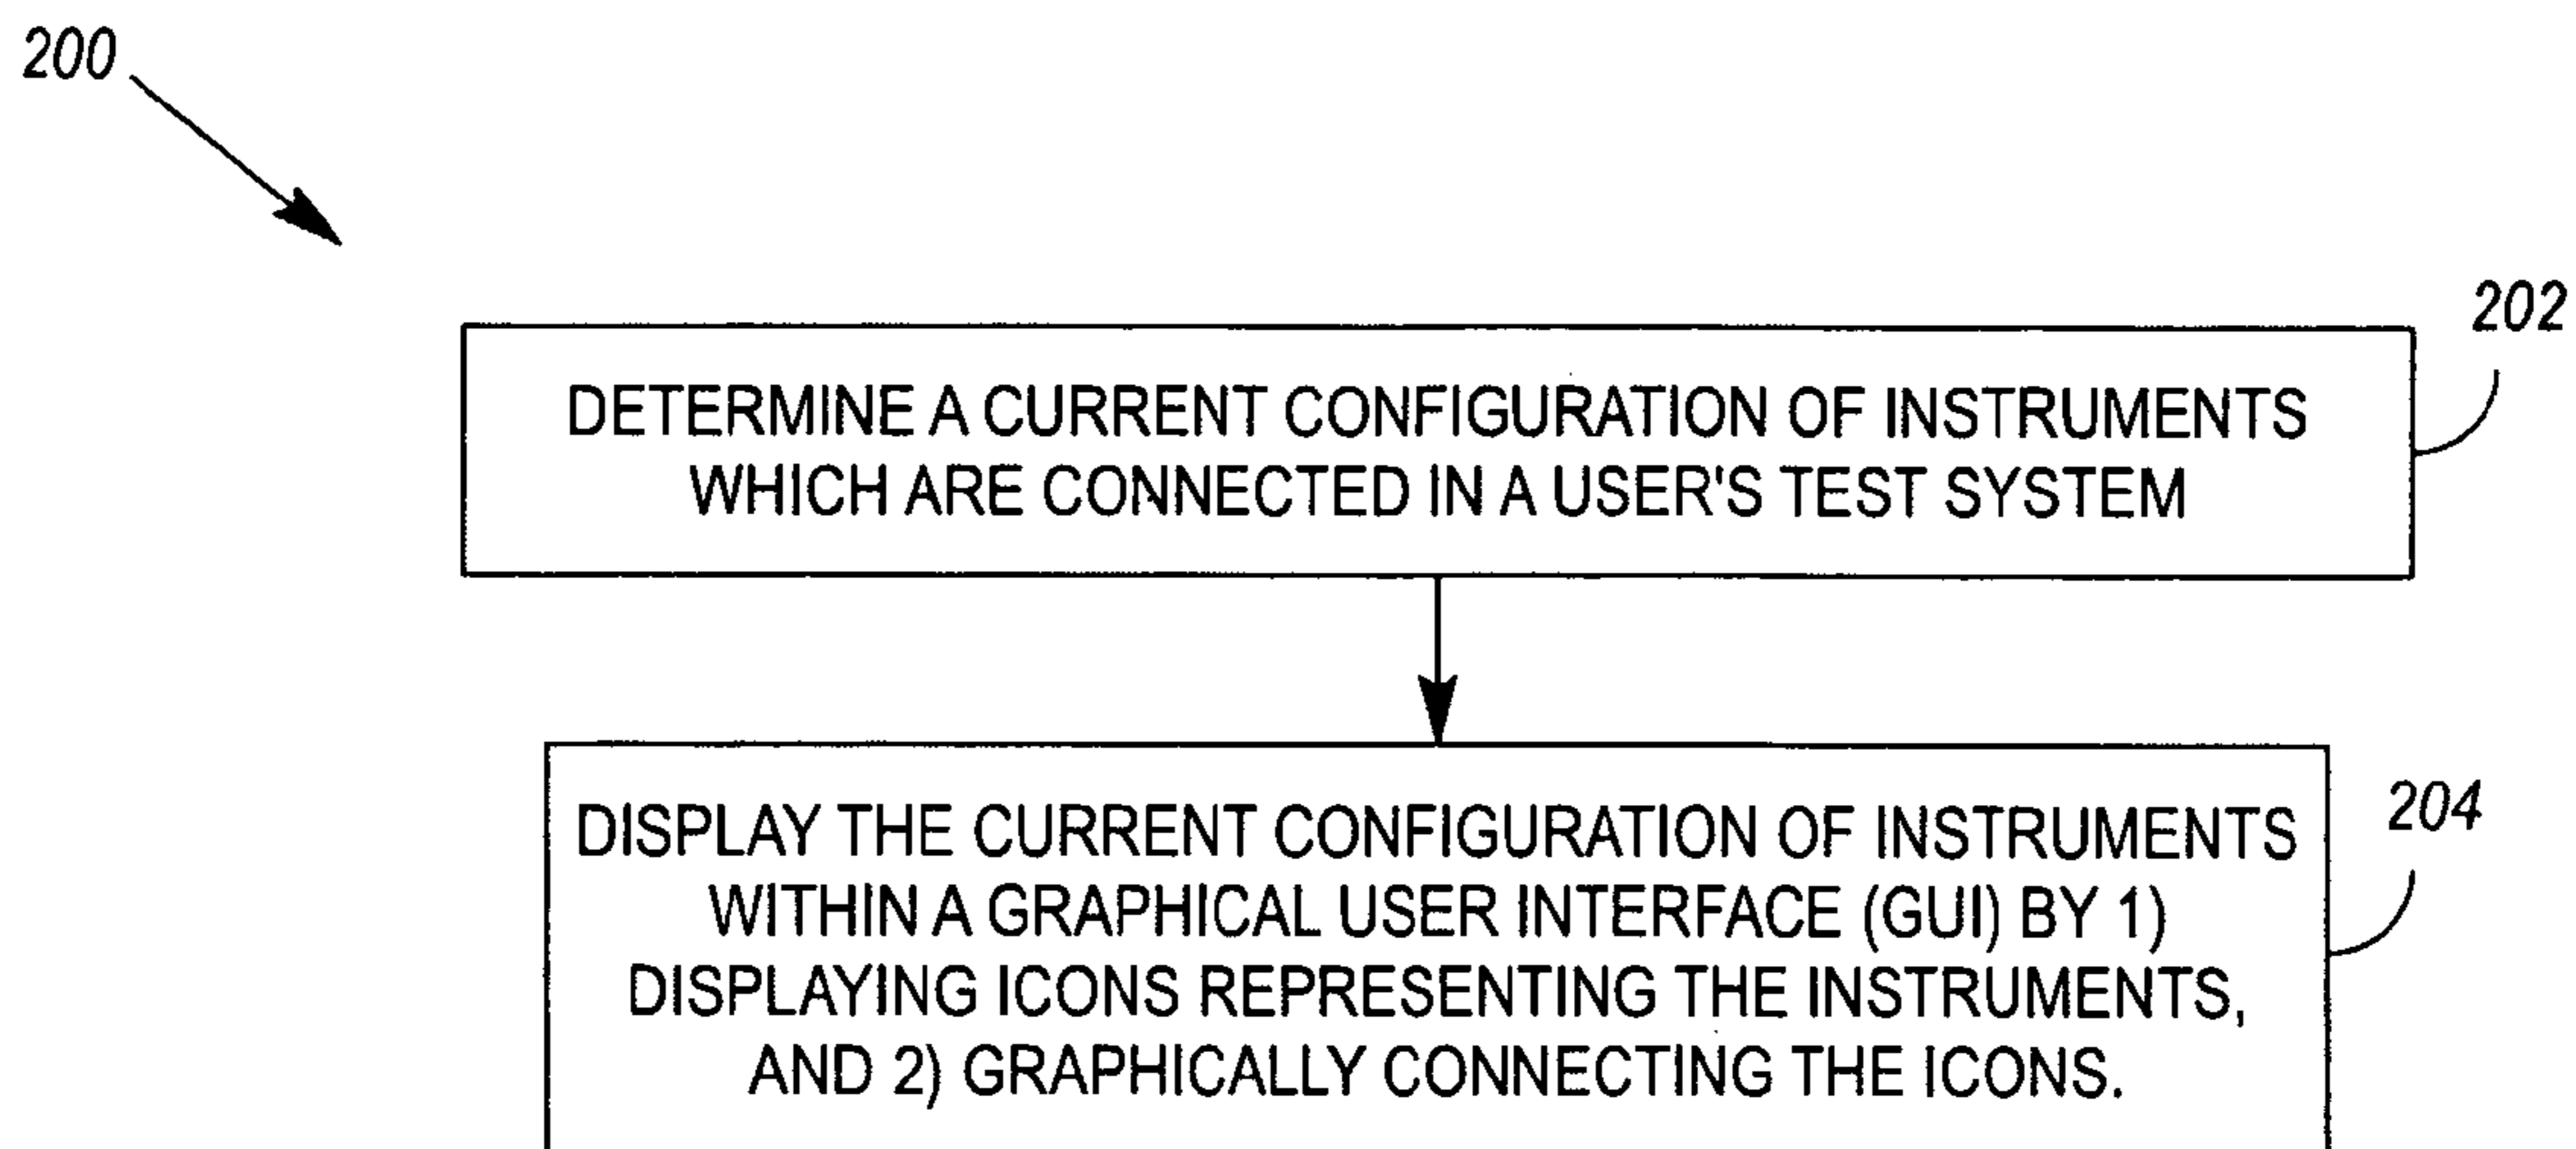 200
202
DETERMINE A CURRENT CONFIGURATION OF INSTRUMENTS
WHICH ARE CONNECTED IN A USER'S TEST SYSTEM
204
DISPLAY THE CURRENT CONFIGURATION OF INSTRUMENTS
WITHIN A GRAPHICAL USER INTERFACE (GUI) BY 1)
DISPLAYING ICONS REPRESENTING THE INSTRUMENTS,
AND 2) GRAPHICALLY CONNECTING THE ICONS.